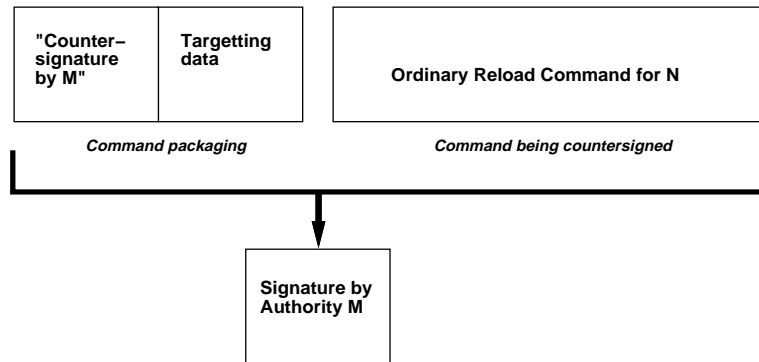 "Counter–
signature
by M"
Targetting
data
Ordinary Reload Command for N
Command packaging
Command being countersigned
Signature by
Authority M